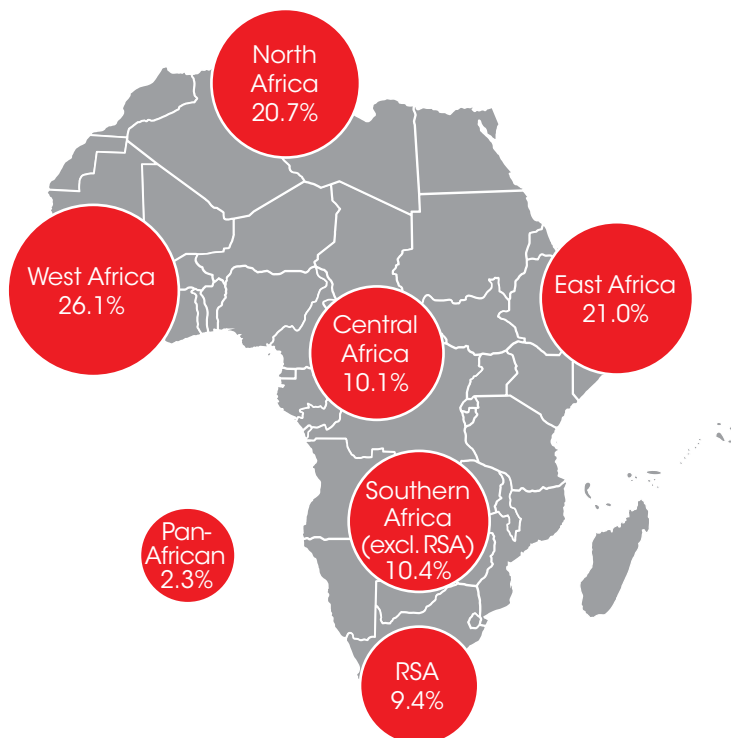 North
Africa
20.7%
West Africa
26.1%
East Africa
21.0%
Central
Africa
10.1%
Southern
Africa
(excl. RSA)
10.4%
Pan-
African
2.3%
RSA
9.4%